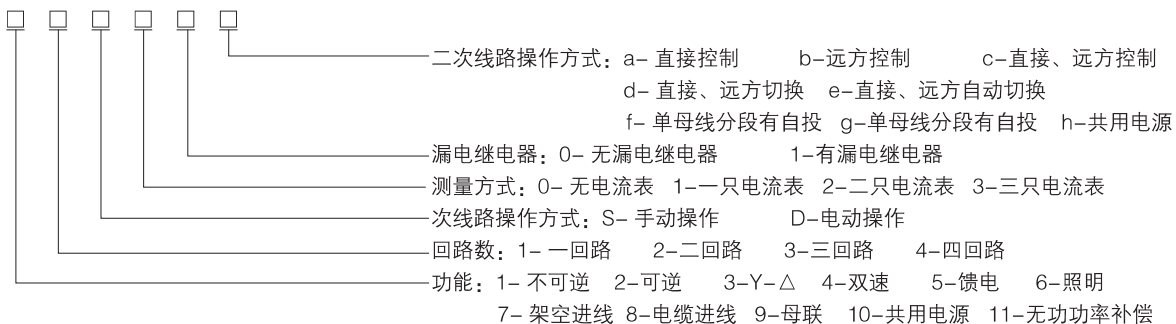 □ □ □ □ □ □
二次线路操作方式：a- 直接控制 b-远方控制 c-直接、远方控制
d- 直接、远方切换 e-直接、远方自动切换
f- 单母线分段有自投 g-单母线分段有自投 h-共用电源
漏电继电器：0- 无漏电继电器 1-有漏电继电器
测量方式：0- 无电流表 1-一只电流表 2-二只电流表 3-三只电流表
次线路操作方式：S- 手动操作 D-电动操作
回路数：1- 一回路 2-二回路 3-三回路 4-四回路
功能：1- 不可逆 2-可逆 3-Y-△ 4-双速 5-馈电 6-照明
7- 架空进线 8-电缆进线 9-母联 10-共用电源 11-无功功率补偿